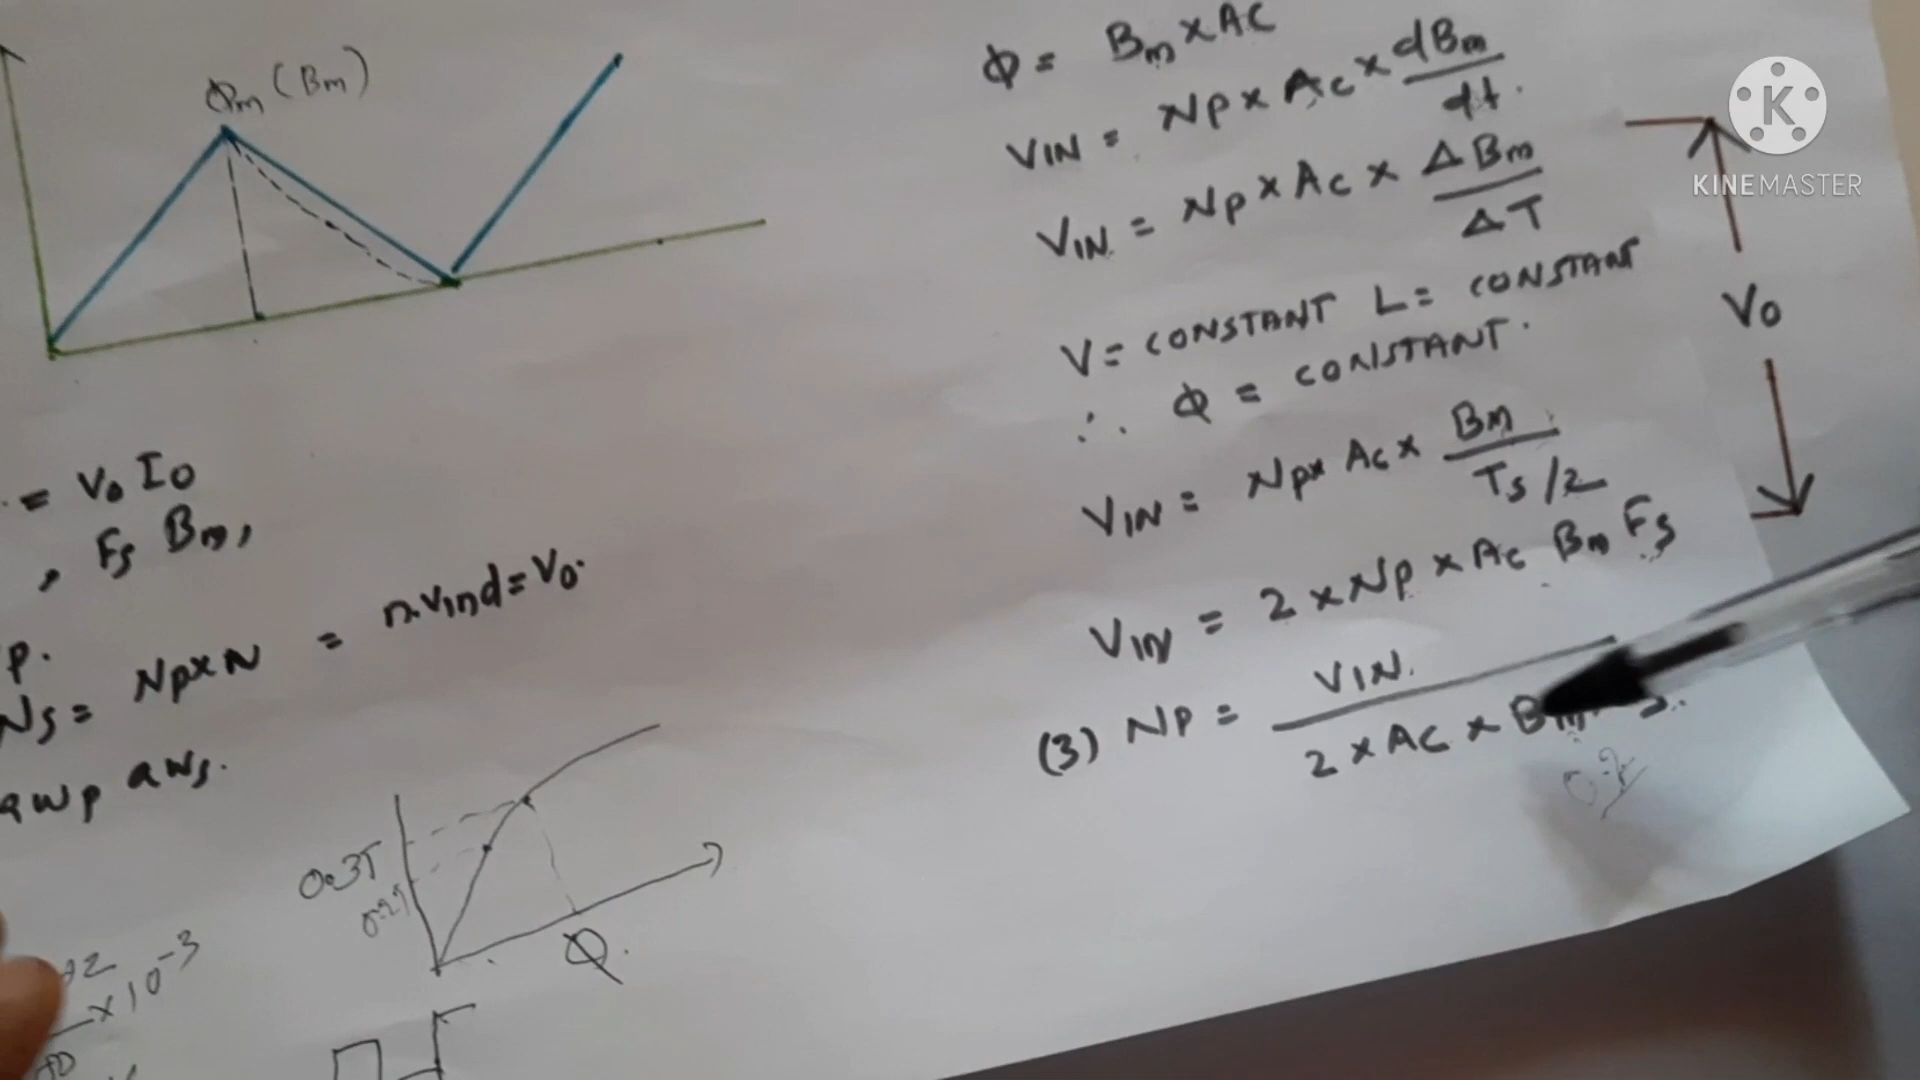 Φm (Bm)
= Vo Io
, Fs Bm,
p.
Ns = Np x N = n.Vind = Vo.
awp aws.
0.3T
Φ.
x 10-3
Φ = Bm x AC
VIN = Np x Ac x dBm / dt.
VIN = Np x Ac x ΔBm / ΔT
V = CONSTANT L = CONSTANT
∴ Φ = CONSTANT.
VIN = Np x Ac x Bm / Ts/2
VIN = 2 x Np x Ac Bm Fs
(3) NP = VIN. / 2 x Ac x Bm
Vo
K
KINEMASTER